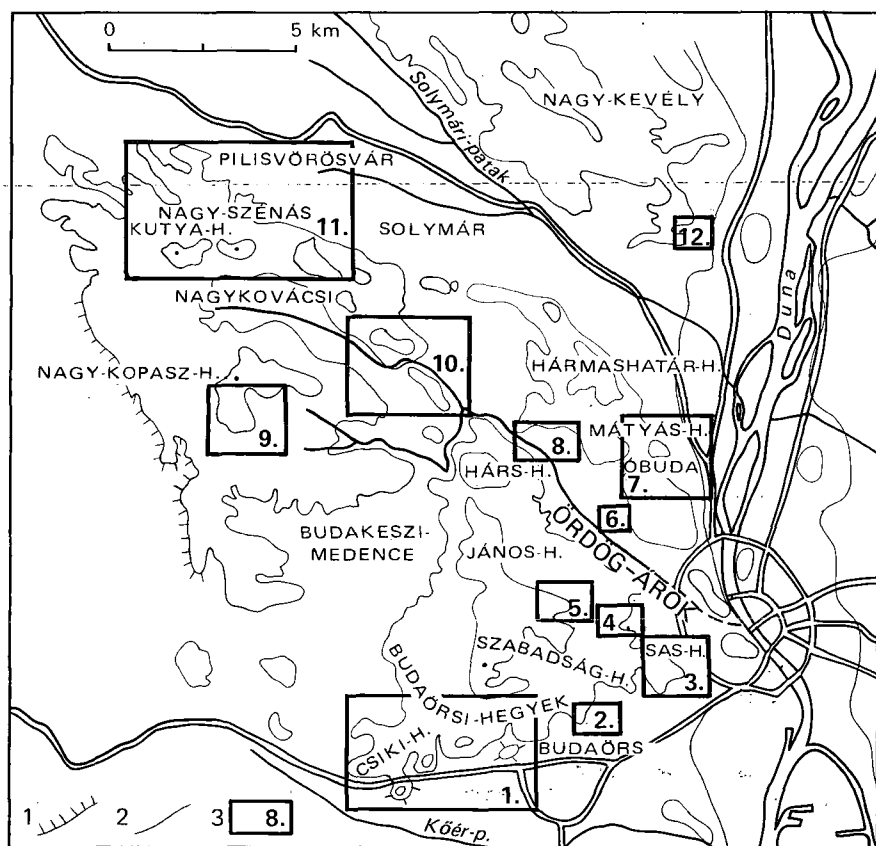 0 5 km
Solymári-patak
NAGY-KEVÉLY
PILISVÖRÖSVÁR
NAGY-SZÉNÁS
KUTYA-H.
11.
SOLYMÁR
12.
NAGYKOVÁCSI
Duna
10.
HÁRMASHATÁR-H.
NAGY-KOPASZ-H.
9.
8.
MÁTYÁS-H.
ÓBUDA
7.
HÁRS-H.
6.
ÖRDÖG-ÁROK
BUDAKESZI-
MEDENCE
JÁNOS-H.
5.
4.
SZABADSÁG-H.
SAS-H.
3.
BUDAÖRSI-HEGYEK
2.
BUDAÖRS
CSIKI-H.
1.
Kőér-p.
1 2 3 8.